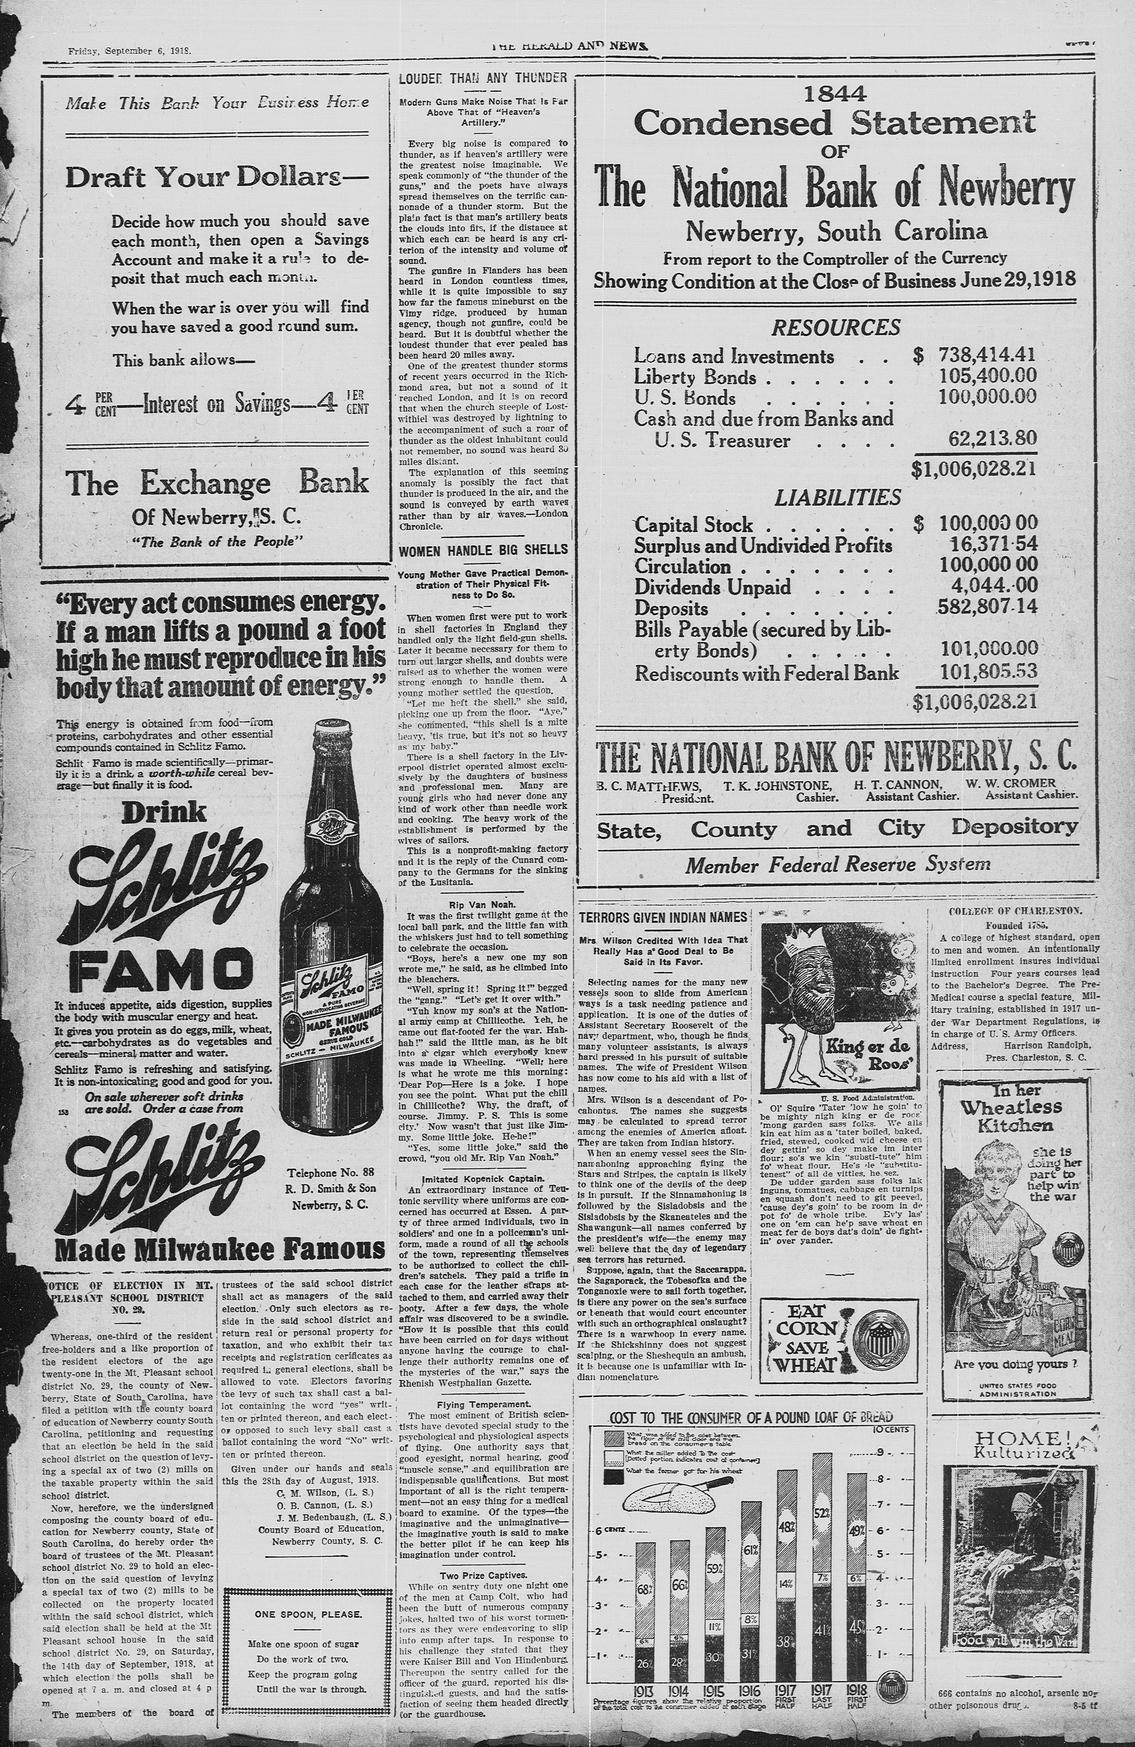 Friday, September 6, 1918.
THE HERALD AND NEWS
Make This Bank Your Business Home
Draft Your Dollars—
Decide how much you should save
each month, then open a Savings
Account and make it a rule to de-
posit that much each month.
When the war is over you will find
you have saved a good round sum.
This bank allows—
4 PER CENT—Interest on Savings—4 PER CENT
The Exchange Bank
Of Newberry, S. C.
"The Bank of the People"
"Every act consumes energy.
If a man lifts a pound a foot
high he must reproduce in his
body that amount of energy."
This energy is obtained from food—from
proteins, carbohydrates and other essential
compounds contained in Schlitz Famo.
Schlitz Famo is made scientifically—primar-
ily it is a drink, a worth-while cereal bev-
erage—but finally it is food.
Drink
Schlitz
FAMO
It induces appetite, aids digestion, supplies
the body with muscular energy and heat.
It gives you protein as do eggs, milk, wheat,
etc.—carbohydrates as do vegetables and
cereals—mineral matter and water.
Schlitz Famo is refreshing and satisfying.
It is non-intoxicating; good and good for you.
On sale wherever soft drinks
are sold. Order a case from
153
Schlitz
FAMO
MADE MILWAUKEE
FAMOUS
SCHLITZ – MILWAUKEE
Schlitz
Telephone No. 88
R. D. Smith & Son
Newberry, S. C.
Made Milwaukee Famous
NOTICE OF ELECTION IN MT.
PLEASANT SCHOOL DISTRICT
NO. 29.
Whereas, one-third of the resident
free-holders and a like proportion of
the resident electors of the age
twenty-one in the Mt. Pleasant school
district No. 29, the county of New-
berry, State of South Carolina, have
filed a petition with the county board
of education of Newberry county South
Carolina, petitioning and requesting
that an election be held in the said
school district on the question of levy-
ing a special ax of two (2) mills on
the taxable property within the said
school district.
Now, herefore, we the undersigned
composing the county board of edu-
cation for Newberry county, State of
South Carolina, do hereby order the
board of trustees of the Mt. Pleasant
school district No. 29 to hold an elec-
tion on the said question of levying
a special tax of two (2) mills to be
collected on the property located
within the said school district, which
said election shall be held at the Mt
Pleasant school house in the said
school district No. 29, on Saturday,
the 14th day of September, 1918, at
which election the polls shall be
opened at 7 a. m. and closed at 4 p
m.
The members of the board of
trustees of the said school district
shall act as managers of the said
election. Only such electors as re-
side in the said school district and
return real or personal property for
taxation, and who exhibit their tax
receipts and registration cerificates as
required in general elections, shall be
allowed to vote. Electors favoring
the levy of such tax shall cast a bal-
lot containing the word "yes" writ-
ten or printed thereon, and each elect-
or opposed to such levy shall cast a
ballot containing the word "No" writ-
ten or printed thereon.
Given under our hands and seals
this the 28th day of August, 1918.
C. M. Wilson, (L. S.)
O. B. Cannon, (L. S.)
J. M. Bedenbaugh, (L. S.)
County Board of Education,
Newberry County, S. C.
ONE SPOON, PLEASE.
Make one spoon of sugar
Do the work of two.
Keep the program going
Until the war is through.
LOUDER THAN ANY THUNDER
Modern Guns Make Noise That Is Far
Above That of "Heaven's
Artillery."
Every big noise is compared to
thunder, as if heaven's artillery were
the greatest noise imaginable. We
speak commonly of "the thunder of the
guns," and the poets have always
spread themselves on the terrific can-
nonade of a thunder storm. But the
plain fact is that man's artillery beats
the clouds into fits, if the distance at
which each can be heard is any cri-
terion of the intensity and volume of
sound.
The gunfire in Flanders has been
heard in London countless times,
while it is quite impossible to say
how far the famous mineburst on the
Vimy ridge, produced by human
agency, though not gunfire, could be
heard. But it is doubtful whether the
loudest thunder that ever pealed has
been heard 20 miles away.
One of the greatest thunder storms
of recent years occurred in the Rich-
mond area, but not a sound of it
reached London, and it is on record
that when the church steeple of Lost-
withiel was destroyed by lightning to
the accompaniment of such a roar of
thunder as the oldest inhabitant could
not remember, no sound was heard 30
miles distant.
The explanation of this seeming
anomaly is possibly the fact that
thunder is produced in the air, and the
sound is conveyed by earth waves
rather than by air waves.—London
Chronicle.
WOMEN HANDLE BIG SHELLS
Young Mother Gave Practical Demon-
stration of Their Physical Fit-
ness to Do So.
When women first were put to work
in shell factories in England they
handled only the light field-gun shells.
Later it became necessary for them to
turn out larger shells, and doubts were
raised as to whether the women were
strong enough to handle them. A
young mother settled the question.
"Let me heft the shell," she said,
picking one up from the floor. "Aye,"
she commented, "this shell is a mite
heavy, 'tis true, but it's not so heavy
as my baby."
There is a shell factory in the Liv-
erpool district operated almost exclu-
sively by the daughters of business
and professional men. Many are
young girls who had never done any
kind of work other than needle work
and cooking. The heavy work of the
establishment is performed by the
wives of sailors.
This is a nonprofit-making factory
and it is the reply of the Cunard com-
pany to the Germans for the sinking
of the Lusitania.
Rip Van Noah.
It was the first twilight game at the
local ball park, and the little fan with
the whiskers just had to tell something
to celebrate the occasion.
"Boys, here's a new one my son
wrote me," he said, as he climbed into
the bleachers.
"Well, spring it! Spring it!" begged
the "gang." "Let's get it over with."
"Yuh know my son's at the Nation-
al army camp at Chillicothe. Yeh, he
came out flat-footed for the war. Hah-
hah!" said the little man, as he bit
into a cigar which everybody knew
was made in Wheeling. "Well; here
is what he wrote me this morning:
'Dear Pop—Here is a joke. I hope
you see the point. What put the chill
in Chillicothe? Why, the draft, of
course. Jimmy. P. S. This is some
city.' Now wasn't that just like Jim-
my. Some little joke. He-he!"
"Yes, some little joke," said the
crowd, "you old Mr. Rip Van Noah."
Imitated Kopenick Captain.
An extraordinary instance of Teu-
tonic servility where uniforms are con-
cerned has occurred at Essen. A par-
ty of three armed individuals, two in
soldiers' and one in a policeman's uni-
form, made a round of all the schools
of the town, representing themselves
to be authorized to collect the chil-
dren's satchels. They paid a trifle in
each case for the leather straps at-
tached to them, and carried away their
booty. After a few days, the whole
affair was discovered to be a swindle.
"How it is possible that this could
have been carried on for days without
anyone having the courage to chal-
lenge their authority remains one of
the mysteries of the war," says the
Rhenish Westphalian Gazette.
Flying Temperament.
The most eminent of British scien-
tists have devoted special study to the
psychological and physiological aspects
of flying. One authority says that
good eyesight, normal hearing, good
"muscle sense," and equilibration are
indispensable qualifications. But most
important of all is the right tempera-
ment—not an easy thing for a medical
board to examine. Of the types—the
imaginative and the unimaginative—
the imaginative youth is said to make
the better pilot if he can keep his
imagination under control.
Two Prize Captives.
While on sentry duty one night one
of the men at Camp Colt, who had
been the butt of numerous company
jokes, halted two of his worst tormen-
tors as they were endeavoring to slip
into camp after taps. In response to
his challenge they stated that they
were Kaiser Bill and Von Hindenburg.
Thereupon the sentry called for the
officer of the guard, reported his dis-
tinguished guests, and had the satis-
faction of seeing them headed directly
for the guardhouse.
1844
Condensed Statement
OF
The National Bank of Newberry
Newberry, South Carolina
From report to the Comptroller of the Currency
Showing Condition at the Close of Business June 29, 1918
RESOURCES
Loans and Investments . . $ 738,414.41
Liberty Bonds . . . . . . 105,400.00
U. S. Bonds . . . . . . 100,000.00
Cash and due from Banks and
U. S. Treasurer . . . . 62,213.80
$1,006,028.21
LIABILITIES
Capital Stock . . . . . . $ 100,000 00
Surplus and Undivided Profits 16,371.54
Circulation . . . . . . . 100,000 00
Dividends Unpaid . . . . 4,044.00
Deposits . . . . . . . 582,807.14
Bills Payable (secured by Lib-
erty Bonds) . . . . . 101,000.00
Rediscounts with Federal Bank 101,805.53
$1,006,028.21
THE NATIONAL BANK OF NEWBERRY, S. C.
B. C. MATTHEWS, T. K. JOHNSTONE, H. T. CANNON, W. W. CROMER
President. Cashier. Assistant Cashier. Assistant Cashier.
State, County and City Depository
Member Federal Reserve System
TERRORS GIVEN INDIAN NAMES
Mrs. Wilson Credited With Idea That
Really Has a Good Deal to Be
Said in Its Favor.
Selecting names for the many new
vessels soon to slide from American
ways is a task needing patience and
application. It is one of the duties of
Assistant Secretary Roosevelt of the
navy department, who, though he finds
many volunteer assistants, is always
hard pressed in his pursuit of suitable
names. The wife of President Wilson
has now come to his aid with a list of
names.
Mrs. Wilson is a descendant of Po-
cahontas. The names she suggests
may be calculated to spread terror
among the enemies of America afloat.
They are taken from Indian history.
When an enemy vessel sees the Sin-
namahoning approaching flying the
Stars and Stripes, the captain is likely
to think one of the devils of the deep
is in pursuit. If the Sinnamahoning is
followed by the Sisladobsis and the
Sisladobsis by the Skaneateles and the
Shawangunk—all names conferred by
the president's wife—the enemy may
well believe that the day of legendary
sea terrors has returned.
Suppose, again, that the Saccarappa,
the Sagaporack, the Tobesofka and the
Tonganoxie were to sail forth together,
is there any power on the sea's surface
or beneath that would court encounter
with such an orthographical onslaught?
There is a warwhoop in every name.
If the Shickshinny does not suggest
scalping, or the Sheshequin an ambush,
it is because one is unfamiliar with In-
dian nomenclature.
King er de
Roos'
U. S. Food Administration.
Ol' Squire 'Tater 'low he goin' to
be mighty nigh king er de roos'
'mong garden sass folks. We alls
kin eat him as a 'tater boiled, baked,
fried, stewed, cooked wid cheese en
dey gettin' so dey make im inter
flour; so's we kin "substi-tute" him
fo' wheat flour. He's de "substitu-
tenest" of all de vittles, he sez.
De udder garden sass folks lak
inguns, tomatues, cabbage en turnips
en squash don't need to git peeved,
'cause dey's goin' to be room in de
pot fo' de whole tribe. Ev'y las'
one on 'em can he'p save wheat en
meat fer de boys dat's doin' de fight-
in' over yander.
EAT
CORN
SAVE
WHEAT
COLLEGE OF CHARLESTON.
Founded 1785.
A college of highest standard, open
to men and women. An intentionally
limited enrollment insures individual
instruction Four years courses lead
to the Bachelor's Degree. The Pre-
Medical course a special feature. Mil-
itary training, established in 1917 un-
der War Department Regulations, is
in charge of U. S. Army Officers.
Address, Harrison Randolph,
Pres. Charleston, S. C.
In her
Wheatless
Kitchen
she is
doing her
part to
help win
the war
CORN
MEAL
Are you doing yours ?
UNITED STATES FOOD
ADMINISTRATION
HOME!
Kulturized
Food will win the War
666 contains no alcohol, arsenic nor
other poisonous drug. 8-5 tf
COST TO THE CONSUMER OF A POUND LOAF OF BREAD
What was added to the cost between
the flour at the mill door and the
bread on the consumer's table
What the miller added to the cost
(Dotted portion indicates cost of container)
What the farmer got for his wheat
10 CENTS
9
8
7
6 CENTS
5 5
4 4
3 3
2 2
1 1
68% 6% 26%
66% 6% 28%
59% 11% 30%
61% 8% 31%
48% 14% 38%
52% 7% 41%
49% 6% 45%
1913 1914 1915 1916 1917 FIRST HALF 1917 LAST HALF 1918 FIRST HALF
Percentage figures show the relative proportion
of the total cost to the consumer added at each stage